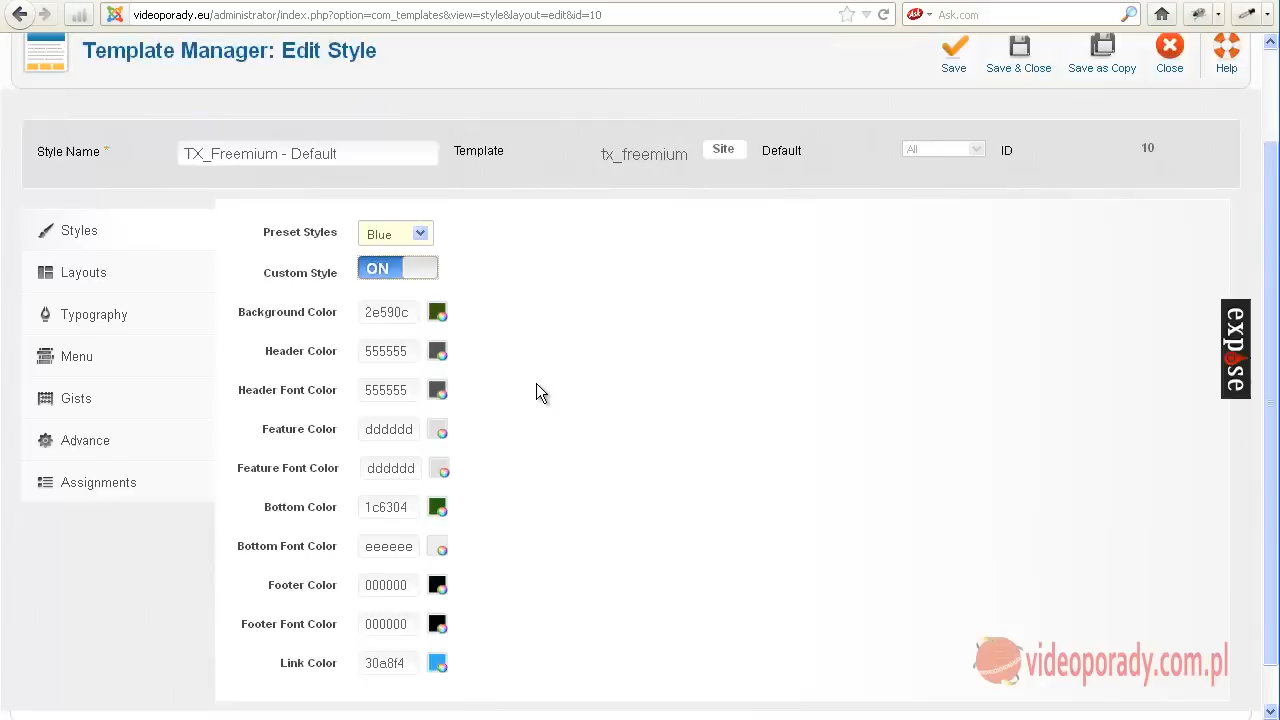 videoporady.eu/administrator/index.php?option=com_templates&view=style&layout=edit&id=10
Ask.com
Template Manager: Edit Style
Save
Save & Close
Save as Copy
Close
Help
Style Name *
TX_Freemium - Default
Template
tx_freemium
Site
Default
All
ID
10
Styles
Layouts
Typography
Menu
Gists
Advance
Assignments
Preset Styles
Blue
Custom Style
ON
Background Color
2e590c
Header Color
555555
Header Font Color
555555
Feature Color
dddddd
Feature Font Color
dddddd
Bottom Color
1c6304
Bottom Font Color
eeeeee
Footer Color
000000
Footer Font Color
000000
Link Color
30a8f4
expose
videoporady.com.pl